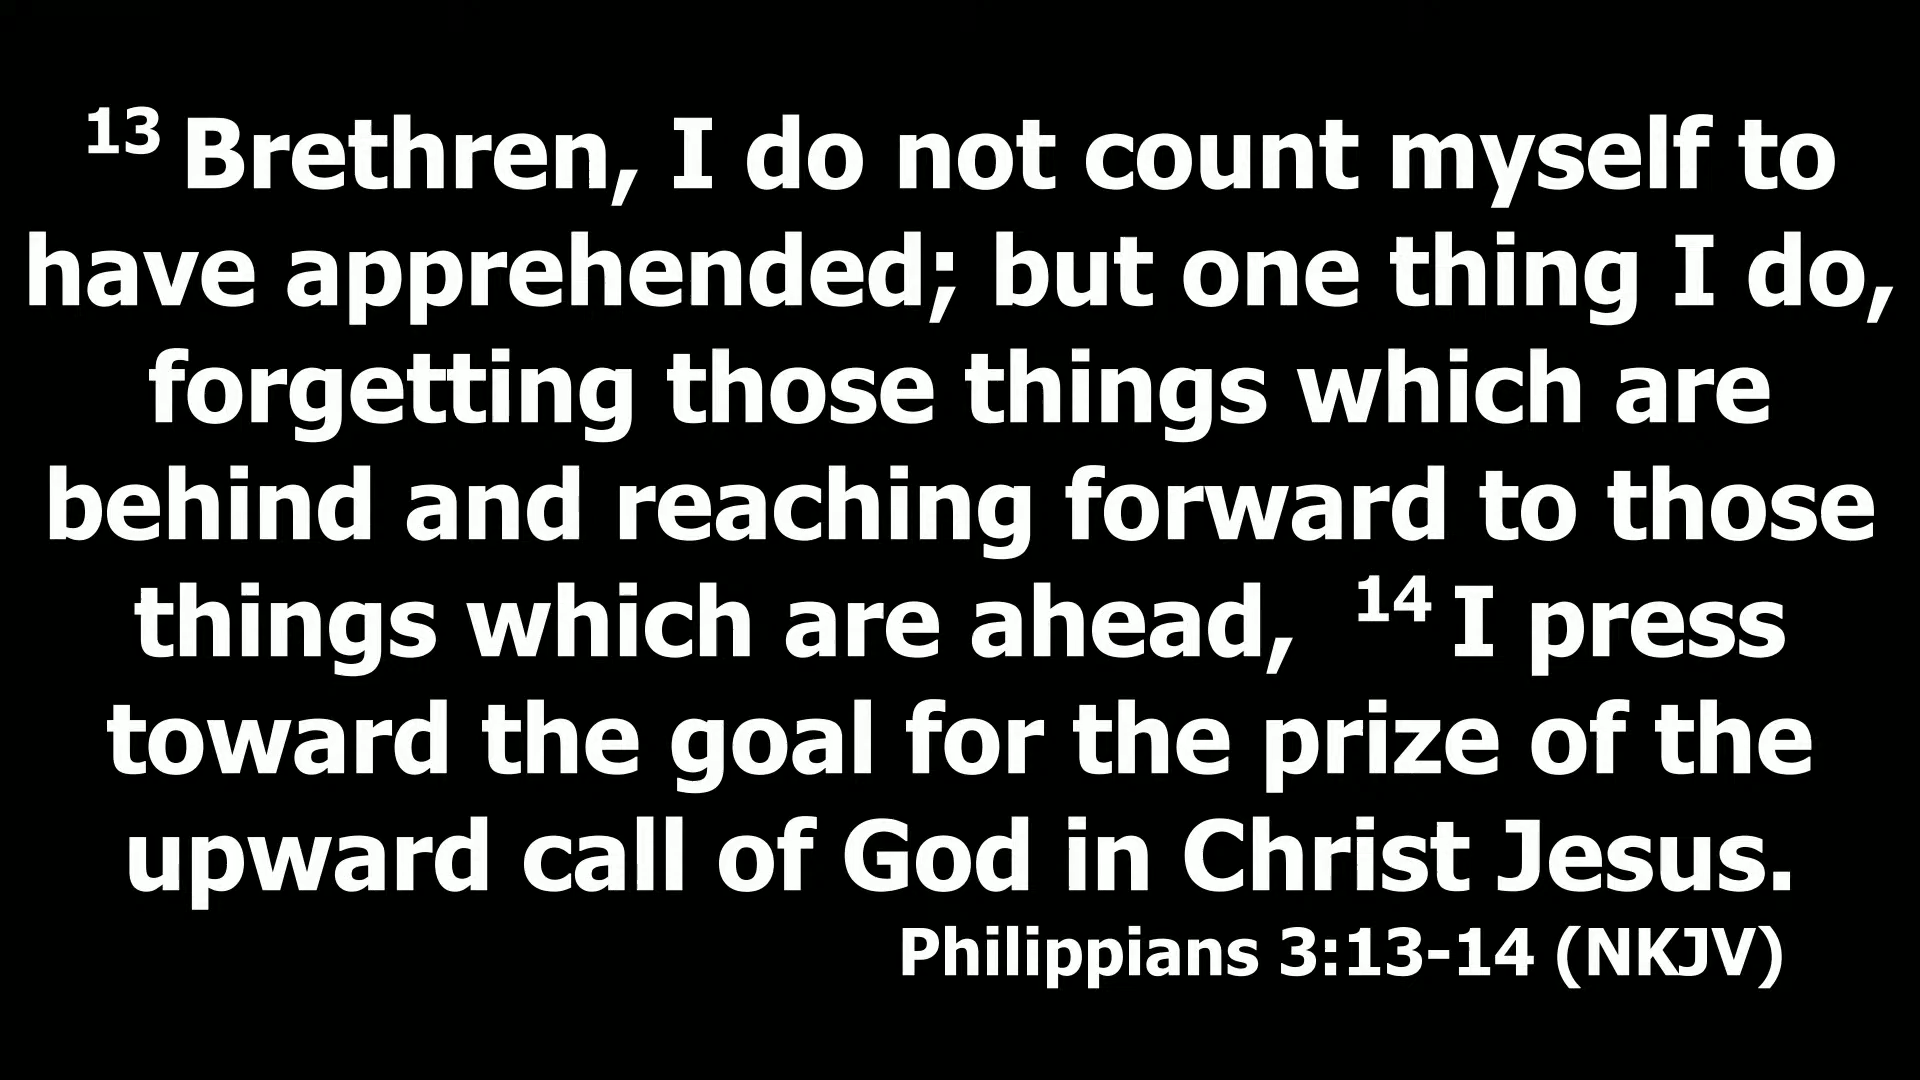 13 Brethren, I do not count myself to
have apprehended; but one thing I do,
forgetting those things which are
behind and reaching forward to those
things which are ahead, 14 I press
toward the goal for the prize of the
upward call of God in Christ Jesus.
Philippians 3:13-14 (NKJV)